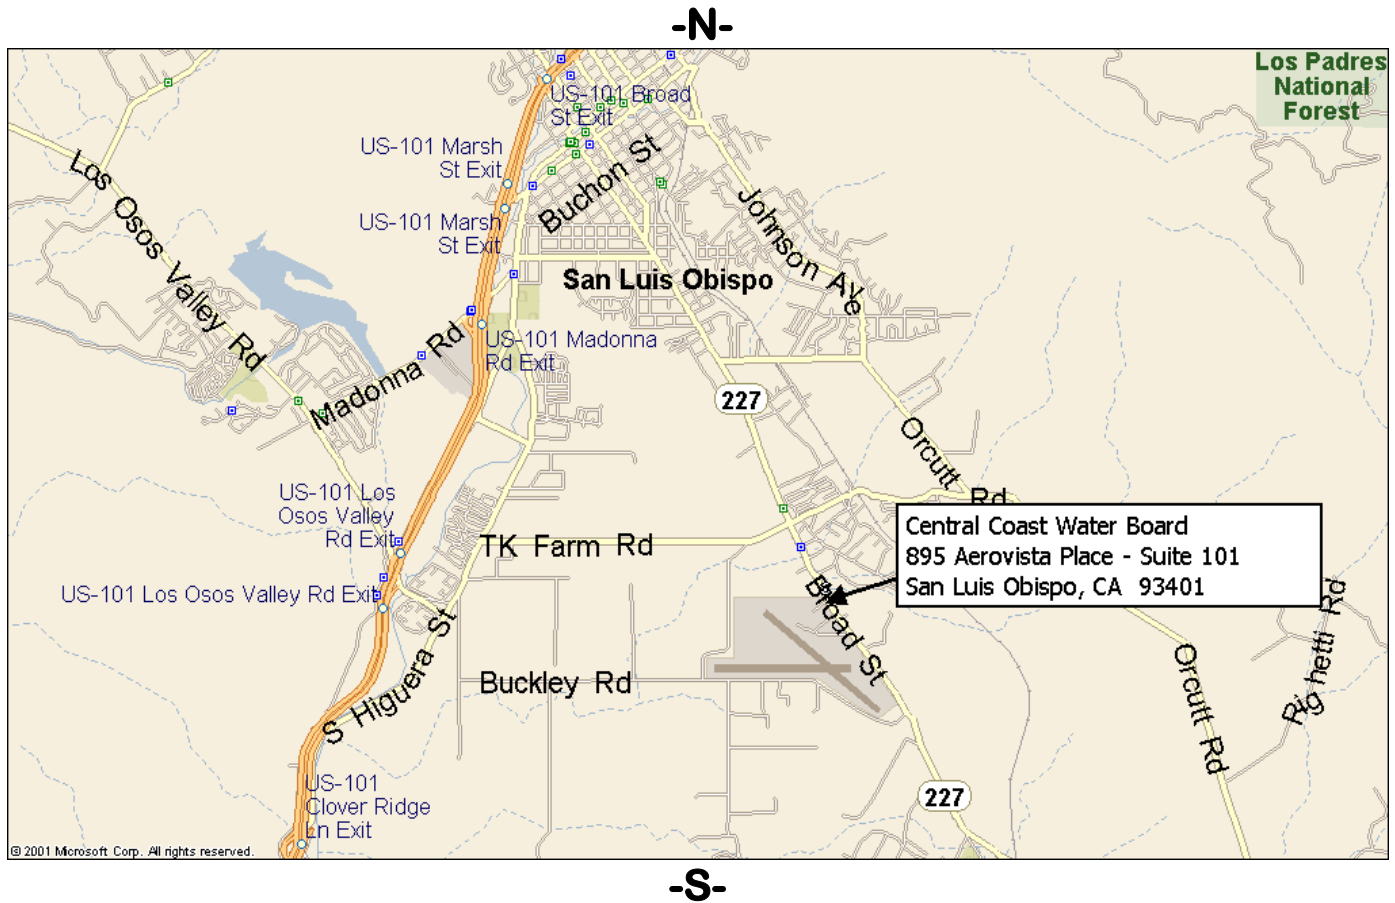 -N-
Los Padres
National
Forest
US-101 Broad
St Exit
US-101 Marsh
St Exit
Buchon St
Los Osos Valley Rd
US-101 Marsh
St Exit
Johnson Ave
San Luis Obispo
Madonna Rd
US-101 Madonna
Rd Exit
227
Orcutt Rd
US-101 Los
Osos Valley
Rd Exit
TK Farm Rd
Central Coast Water Board
895 Aerovista Place - Suite 101
San Luis Obispo, CA 93401
US-101 Los Osos Valley Rd Exit
Broad St
S Higuera St
Buckley Rd
Orcutt Rd
Righetti Rd
US-101
Clover Ridge
Ln Exit
227
© 2001 Microsoft Corp. All rights reserved.
-S-